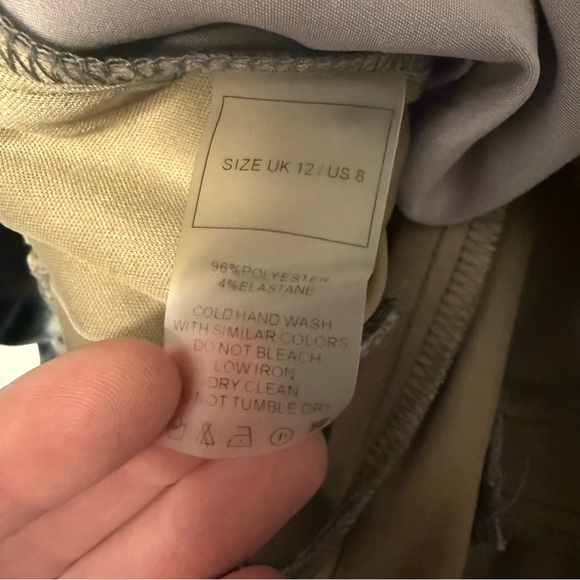 SIZE UK 12 / US 8
96%POLYESTER
4%ELASTANE
COLD HAND WASH
WITH SIMILAR COLORS
DO NOT BLEACH
LOW IRON
DRY CLEAN
DO NOT TUMBLE DRY
P